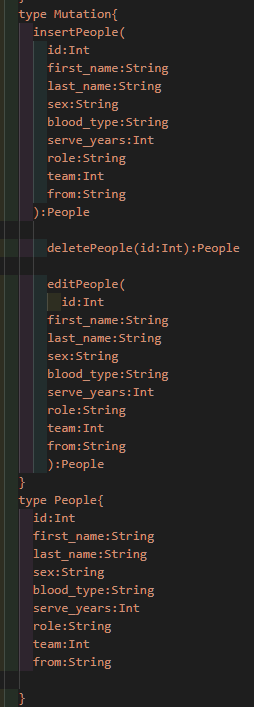 type Mutation{
insertPeople(
id:Int
first_name:String
last_name:String
sex:String
blood_type:String
serve_years:Int
role:String
team:Int
from:String
):People
deletePeople(id:Int):People
editPeople(
id:Int
first_name:String
last_name:String
sex:String
blood_type:String
serve_years:Int
role:String
team:Int
from:String
):People
}
type People{
id:Int
first_name:String
last_name:String
sex:String
blood_type:String
serve_years:Int
role:String
team:Int
from:String
}